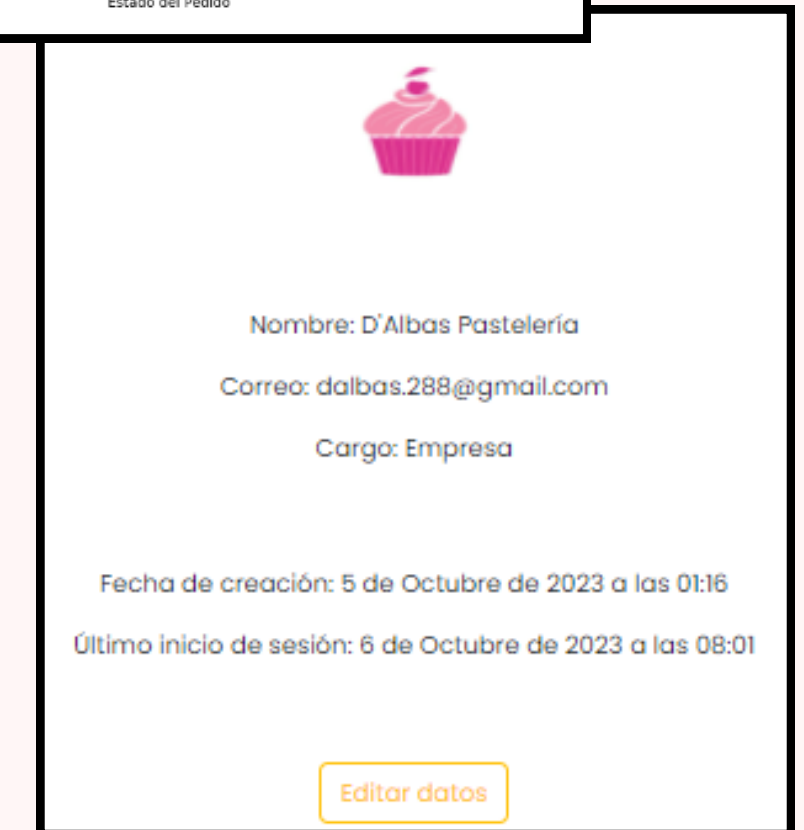 Estado del Pedido
Nombre: D'Albas Pastelería
Correo: dalbas.288@gmail.com
Cargo: Empresa
Fecha de creación: 5 de Octubre de 2023 a las 01:16
Último inicio de sesión: 6 de Octubre de 2023 a las 08:01
Editar datos